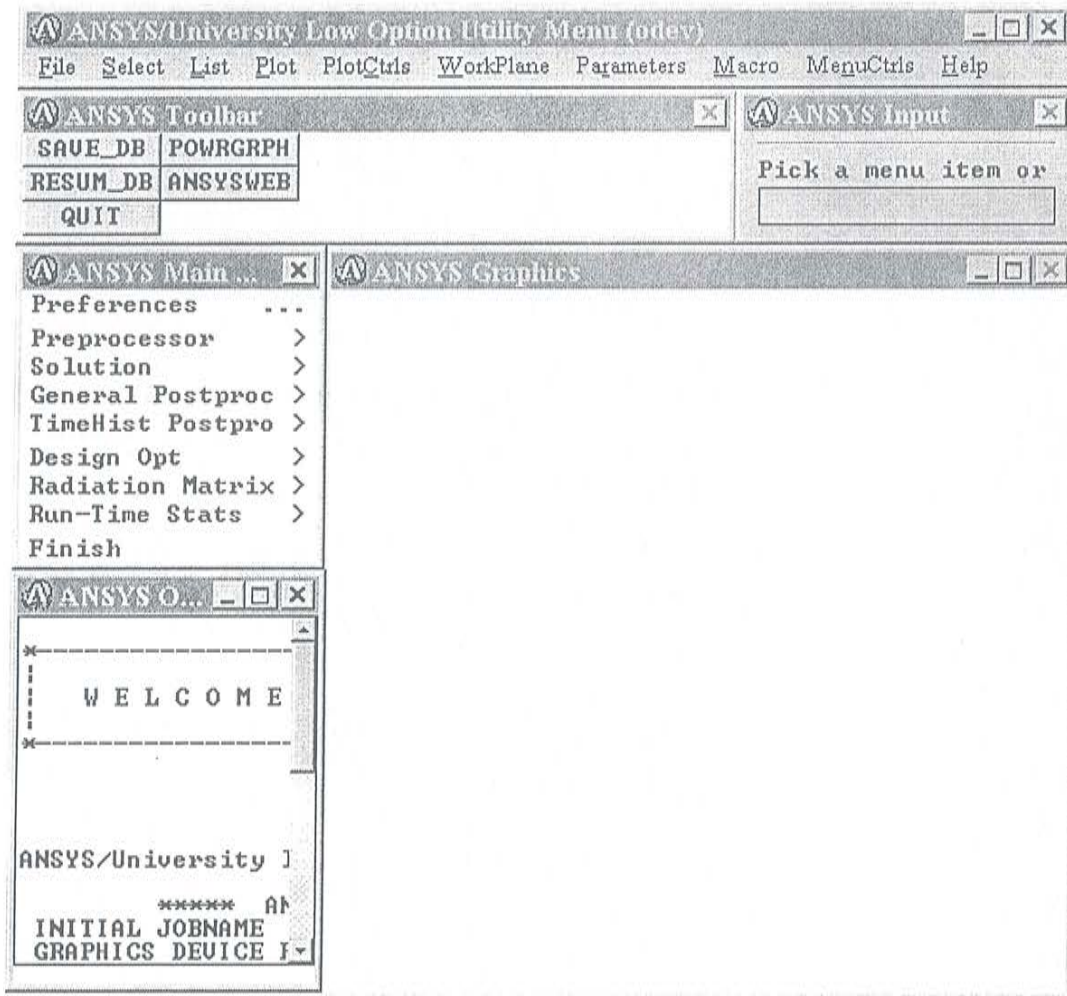 ANSYS/University Low Option Utility Menu (odev)
File Select List Plot PlotCtrls WorkPlane Parameters Macro MenuCtrls Help
ANSYS Toolbar
SAVE_DB POWRGRPH
RESUM_DB ANSYSWEB
QUIT
ANSYS Input
Pick a menu item or
ANSYS Main ...
Preferences ...
Preprocessor >
Solution >
General Postproc >
TimeHist Postpro >
Design Opt >
Radiation Matrix >
Run-Time Stats >
Finish
ANSYS Graphics
ANSYS O...
*------------------
W E L C O M E
*------------------
ANSYS/University
***** AN
INITIAL JOBNAME
GRAPHICS DEVICE